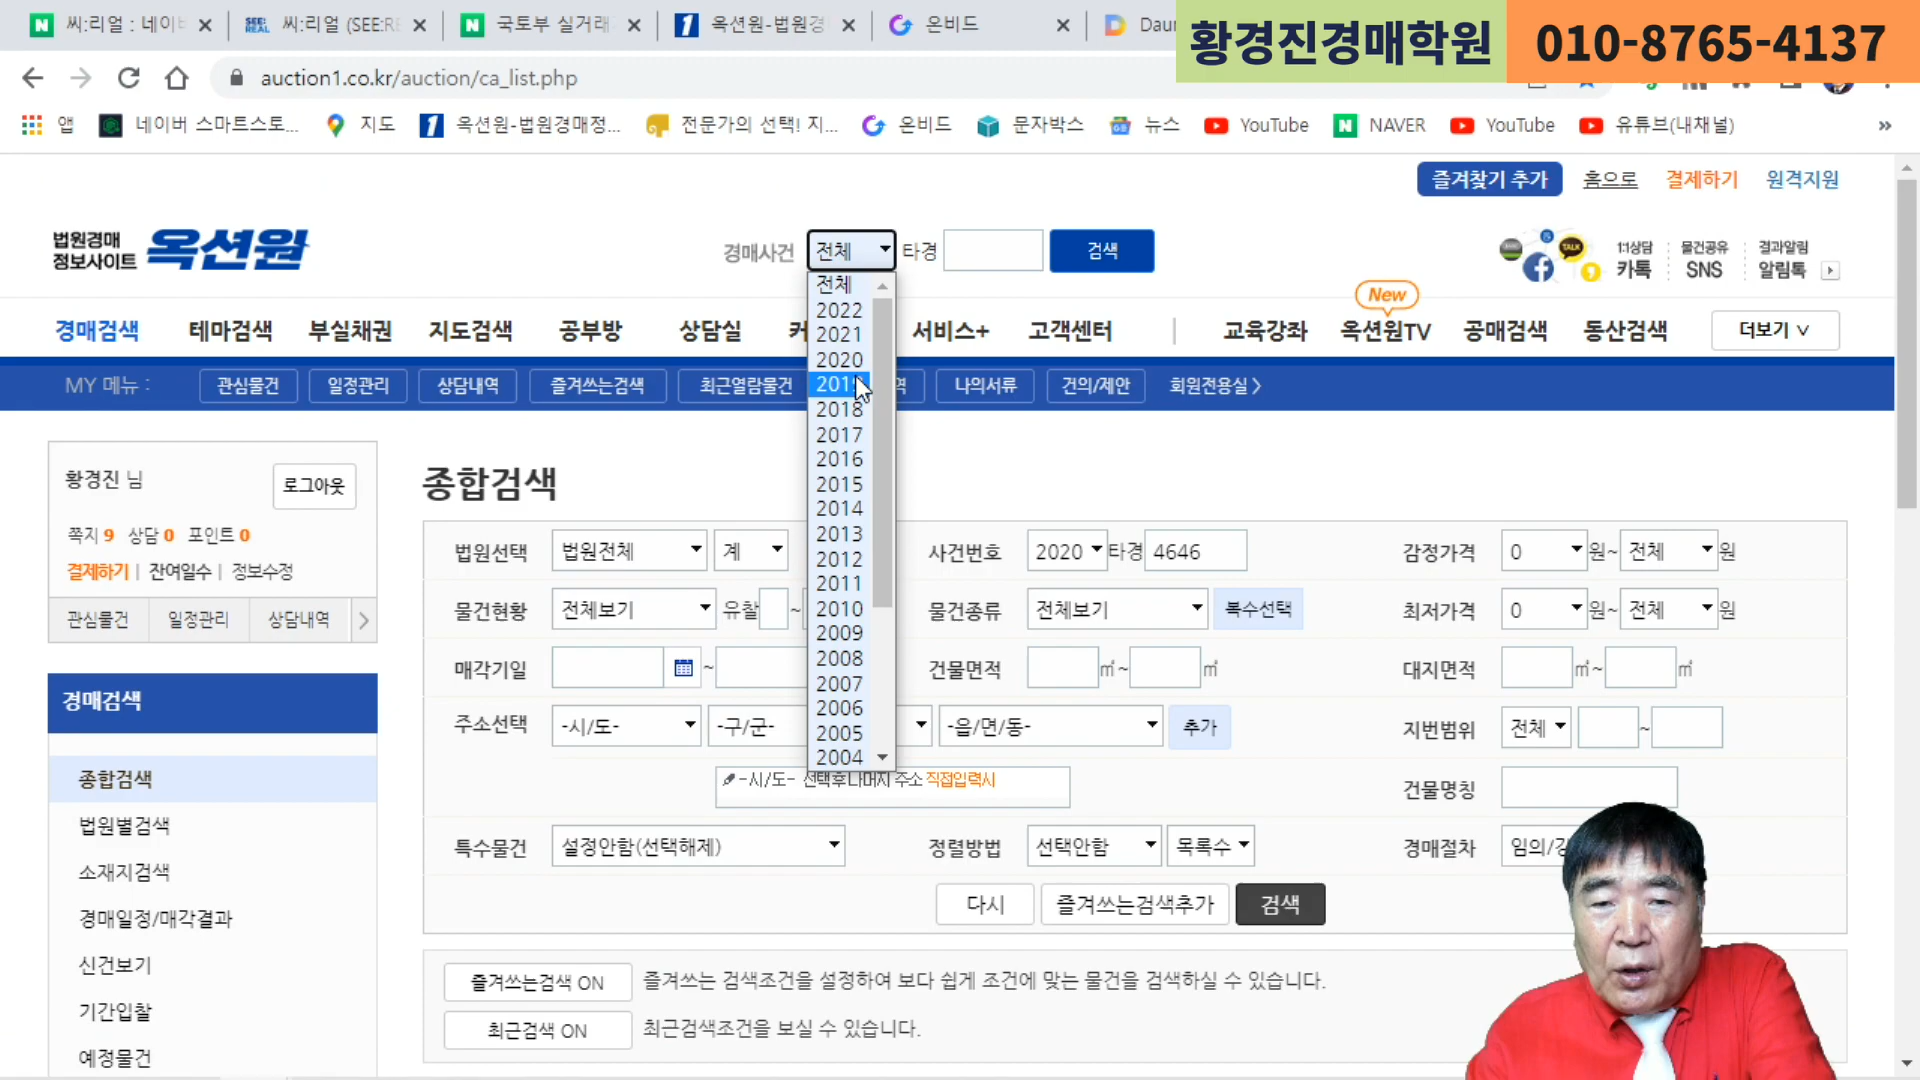 씨:리얼 : 네이버
씨:리얼 (SEE:RE
국토부 실거래
옥션원-법원경
온비드
Daum
황경진경매학원 010-8765-4137
auction1.co.kr/auction/ca_list.php
앱 네이버 스마트스토... 지도 옥션원-법원경매정... 전문가의 선택! 지... 온비드 문자박스 뉴스 YouTube NAVER YouTube 유튜브(내채널) »
즐겨찾기 추가 홈으로 결제하기 원격지원
법원경매
정보사이트 옥션원
경매사건 전체 타경 검색
1:1상담 카톡
물건공유 SNS
결과알림 알림톡
New
경매검색 테마검색 부실채권 지도검색 공부방 상담실 커 서비스+ 고객센터 | 교육강좌 옥션원TV 공매검색 동산검색 더보기 ∨
MY 메뉴 : 관심물건 일정관리 상담내역 즐겨쓰는검색 최근열람물건 역 나의서류 건의/제안 회원전용실 >
전체
2022
2021
2020
201
2018
2017
2016
2015
2014
2013
2012
2011
2010
2009
2008
2007
2006
2005
2004
황경진 님 로그아웃
쪽지 9 상담 0 포인트 0
결제하기 | 잔여일수 | 정보수정
관심물건 일정관리 상담내역 >
경매검색
종합검색
법원별검색
소재지검색
경매일정/매각결과
신건보기
기간입찰
예정물건
종합검색
법원선택 법원전체 계 사건번호 2020 타경 4646 감정가격 0 원~ 전체 원
물건현황 전체보기 유찰 ~ 물건종류 전체보기 복수선택 최저가격 0 원~ 전체 원
매각기일 ~ 건물면적 ㎡~ ㎡ 대지면적 ㎡~ ㎡
주소선택 -시/도- -구/군- -읍/면/동- 추가 지번범위 전체 ~
-시/도- 선택후 나머지 주소 직접입력시 건물명칭
특수물건 설정안함(선택해제) 정렬방법 선택안함 목록수 경매절차 임의/강
다시 즐겨쓰는검색추가 검색
즐겨쓰는검색 ON 즐겨쓰는 검색조건을 설정하여 보다 쉽게 조건에 맞는 물건을 검색하실 수 있습니다.
최근검색 ON 최근검색조건을 보실 수 있습니다.